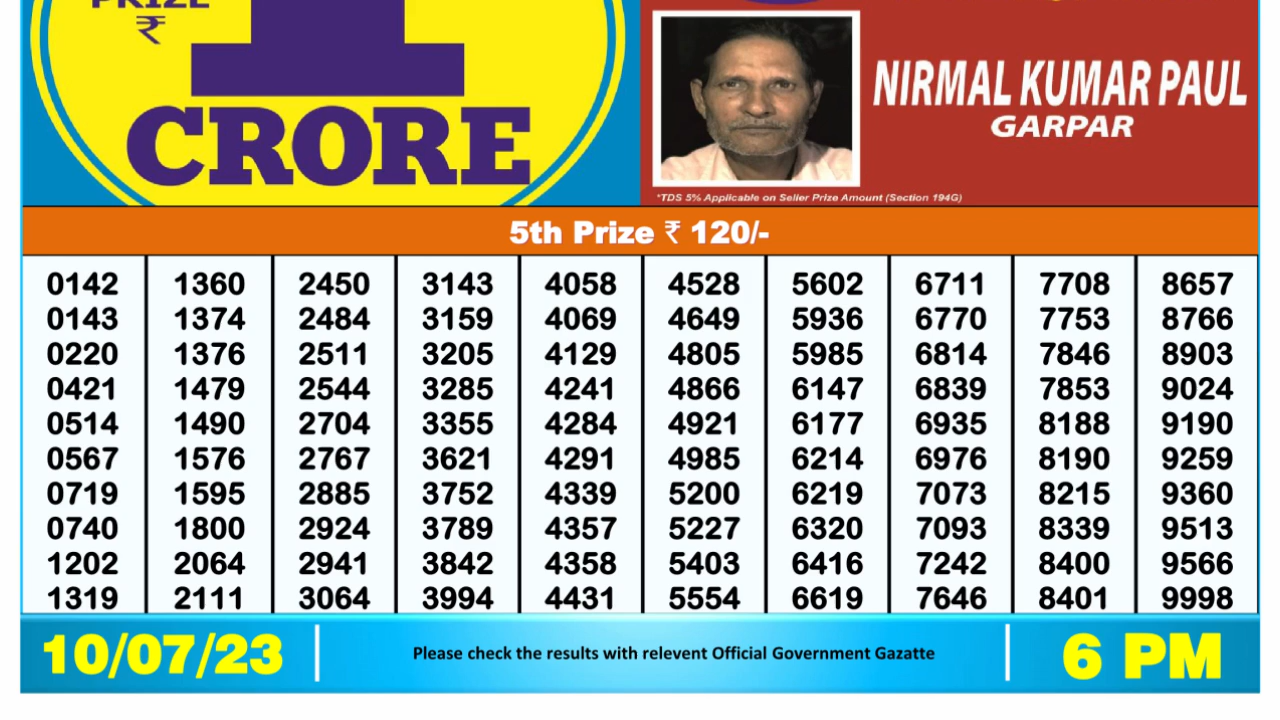 PRIZE
₹
1
CRORE
NIRMAL KUMAR PAUL
GARPAR
*TDS 5% Applicable on Seller Prize Amount (Section 194G)
5th Prize ₹ 120/-
0142 1360 2450 3143 4058 4528 5602 6711 7708 8657
0143 1374 2484 3159 4069 4649 5936 6770 7753 8766
0220 1376 2511 3205 4129 4805 5985 6814 7846 8903
0421 1479 2544 3285 4241 4866 6147 6839 7853 9024
0514 1490 2704 3355 4284 4921 6177 6935 8188 9190
0567 1576 2767 3621 4291 4985 6214 6976 8190 9259
0719 1595 2885 3752 4339 5200 6219 7073 8215 9360
0740 1800 2924 3789 4357 5227 6320 7093 8339 9513
1202 2064 2941 3842 4358 5403 6416 7242 8400 9566
1319 2111 3064 3994 4431 5554 6619 7646 8401 9998
10/07/23
Please check the results with relevent Official Government Gazatte
6 PM